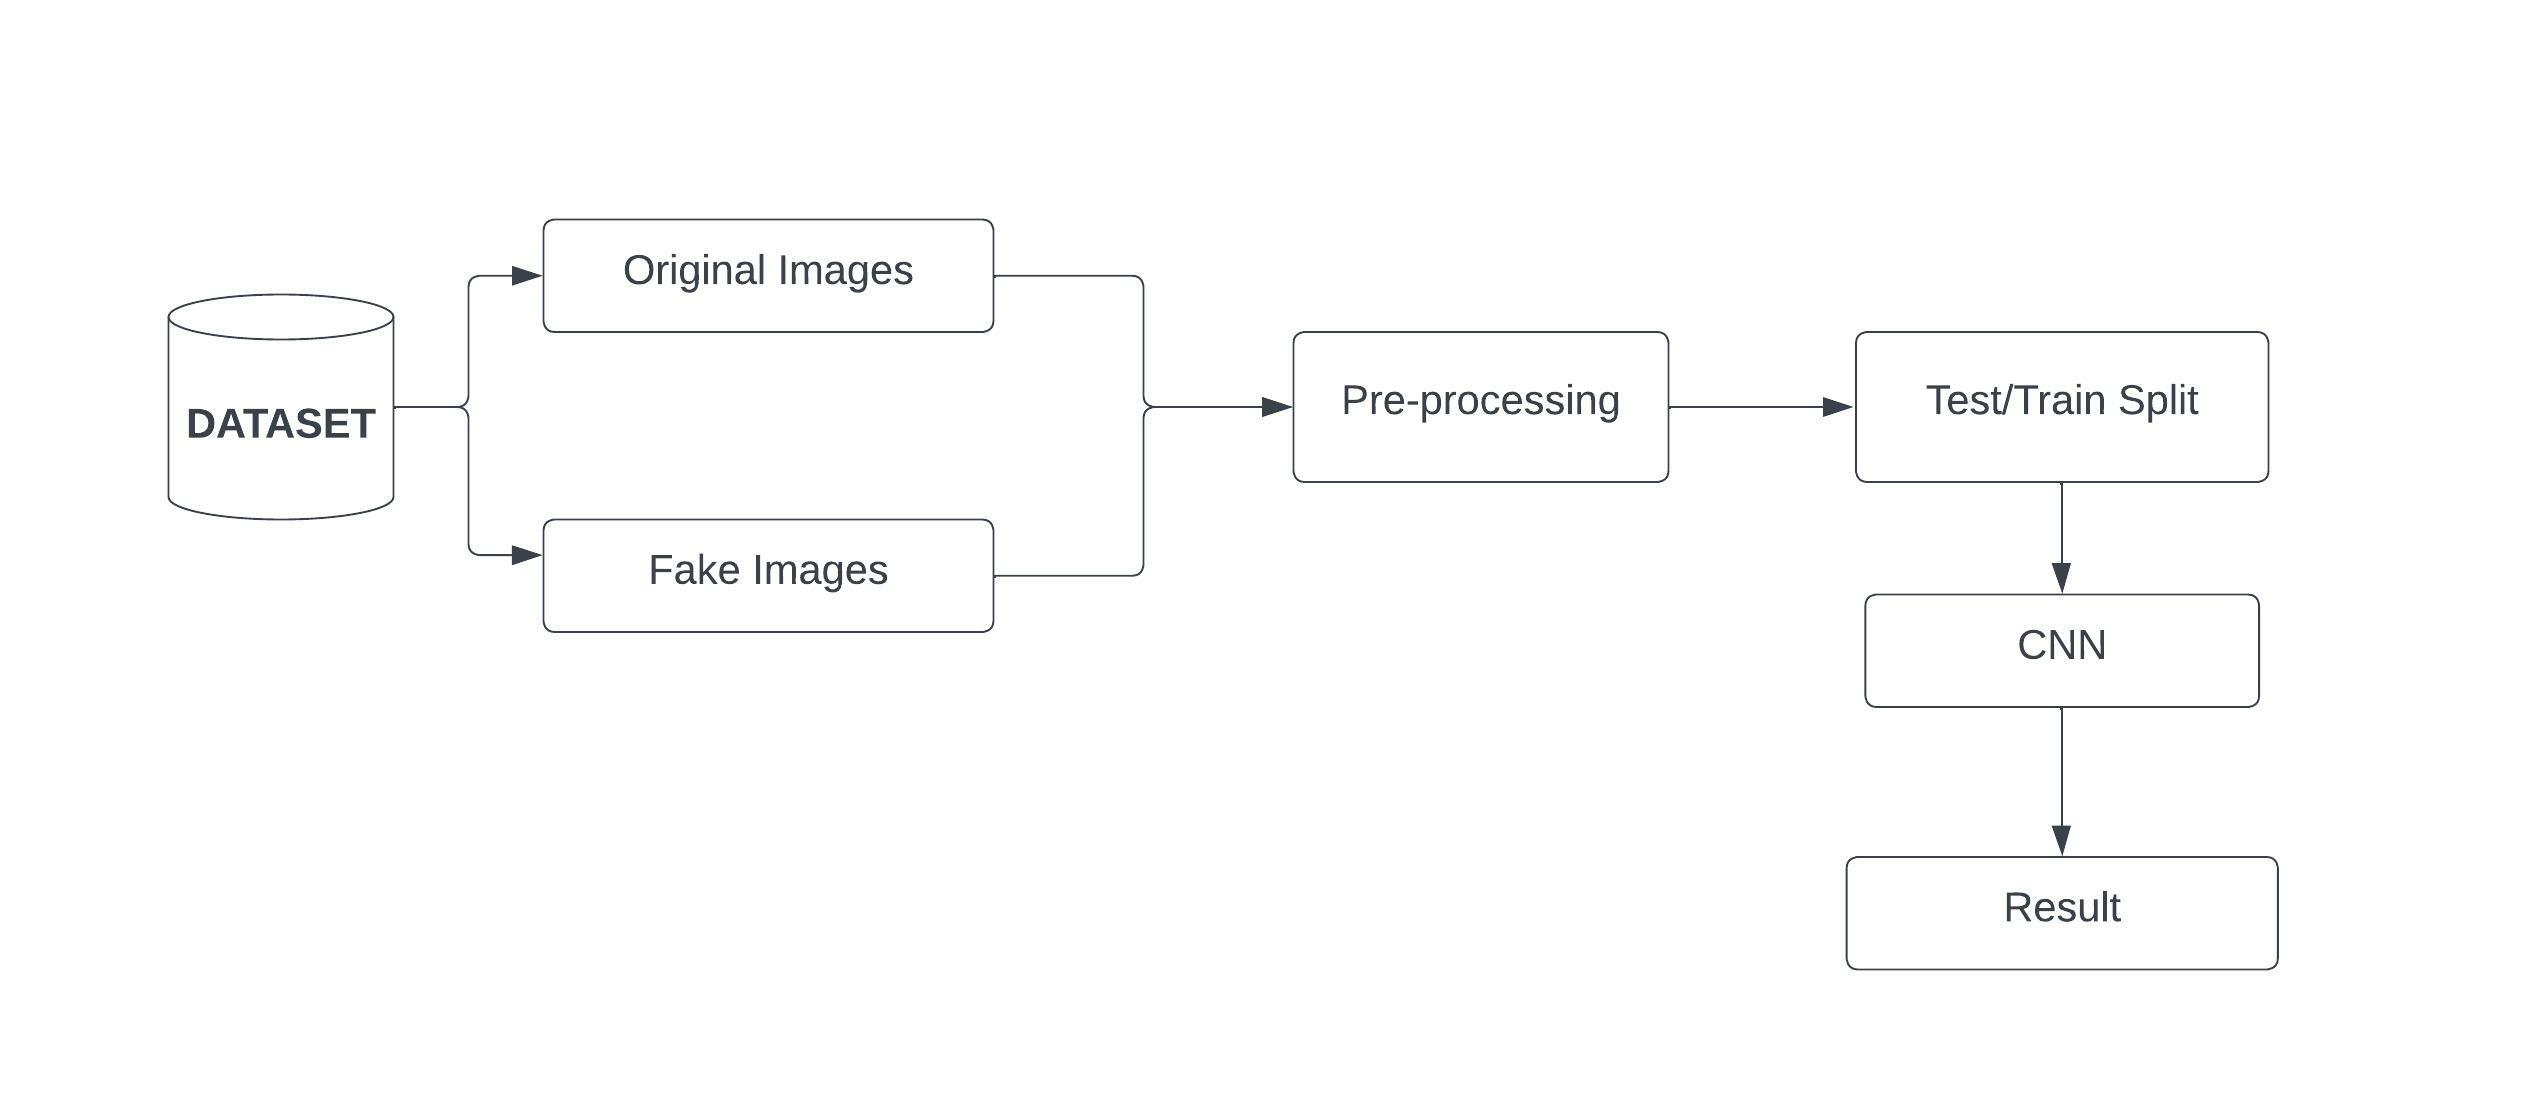 DATASET
Original Images
Fake Images
Pre-processing
Test/Train Split
CNN
Result